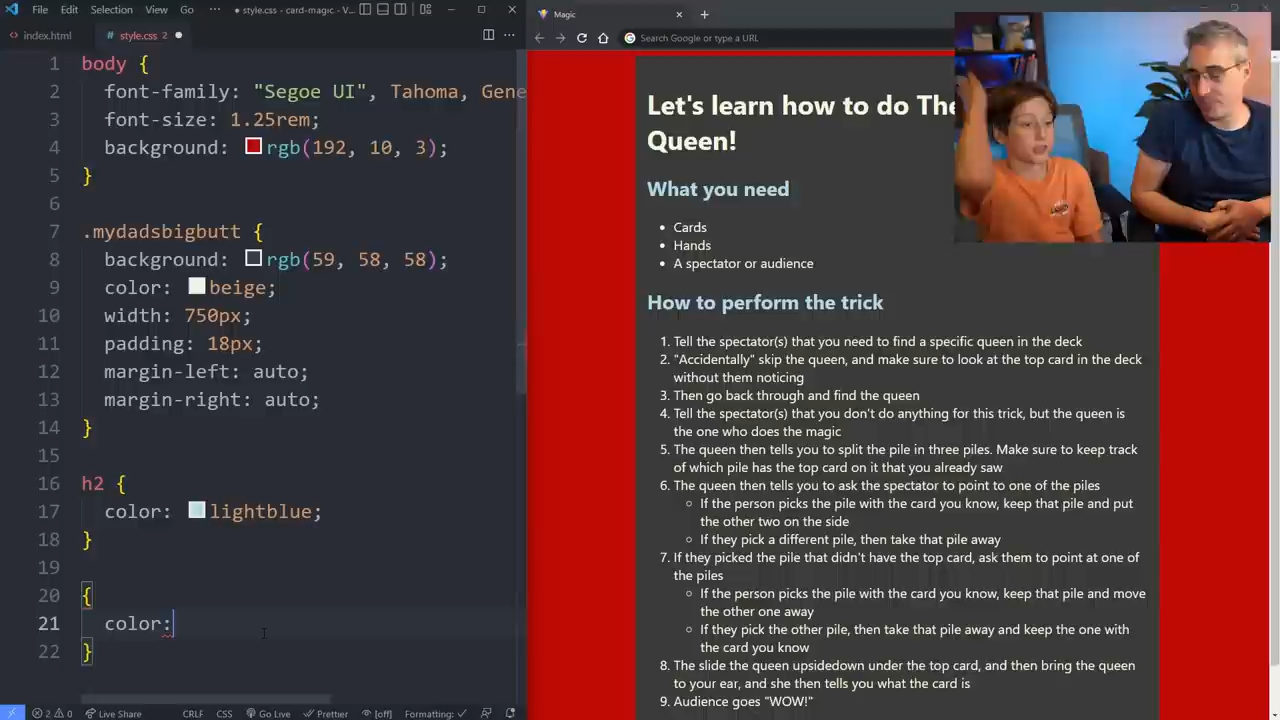 File Edit Selection View Go ··· ● style.css - card-magic - V...
index.html
# style.css 2 ●
1 body {
2 font-family: "Segoe UI", Tahoma, Gene
3 font-size: 1.25rem;
4 background: rgb(192, 10, 3);
5 }
6
7 .mydadsbigbutt {
8 background: rgb(59, 58, 58);
9 color: beige;
10 width: 750px;
11 padding: 18px;
12 margin-left: auto;
13 margin-right: auto;
14 }
15
16 h2 {
17 color: lightblue;
18 }
19
20 {
21 color:
22 }
2 0 Live Share CRLF CSS Go Live Prettier [off] Formatting:
Magic
Search Google or type a URL
Let's learn how to do The
Queen!
What you need
• Cards
• Hands
• A spectator or audience
How to perform the trick
1. Tell the spectator(s) that you need to find a specific queen in the deck
2. "Accidentally" skip the queen, and make sure to look at the top card in the deck
without them noticing
3. Then go back through and find the queen
4. Tell the spectator(s) that you don't do anything for this trick, but the queen is
the one who does the magic
5. The queen then tells you to split the pile in three piles. Make sure to keep track
of which pile has the top card on it that you already saw
6. The queen then tells you to ask the spectator to point to one of the piles
If the person picks the pile with the card you know, keep that pile and put
the other two on the side
If they pick a different pile, then take that pile away
7. If they picked the pile that didn't have the top card, ask them to point at one of
the piles
If the person picks the pile with the card you know, keep that pile and move
the other one away
If they pick the other pile, then take that pile away and keep the one with
the card you know
8. The slide the queen upsidedown under the top card, and then bring the queen
to your ear, and she then tells you what the card is
9. Audience goes "WOW!"